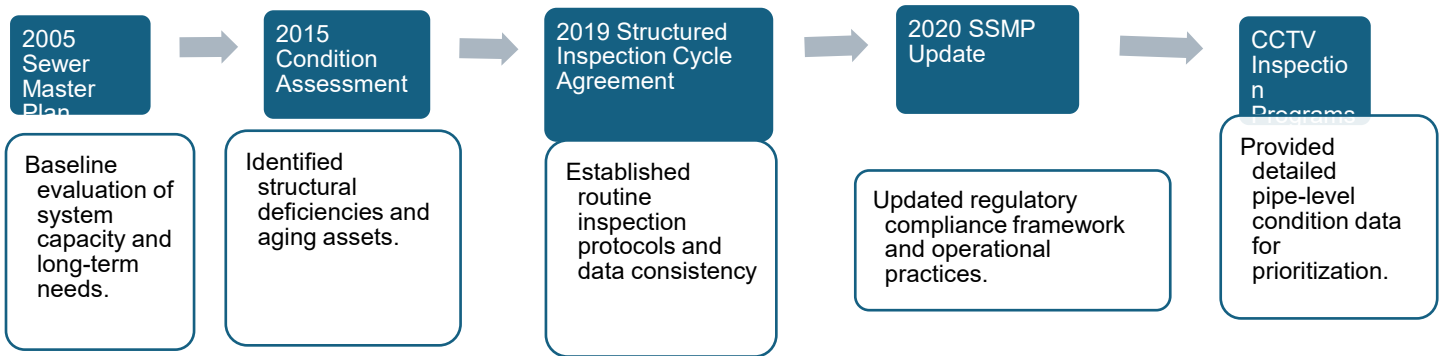 2005
Sewer
Master
Plan
Baseline
evaluation of
system
capacity and
long-term
needs.
2015
Condition
Assessment
Identified
structural
deficiencies and
aging assets.
2019 Structured
Inspection Cycle
Agreement
Established
routine
inspection
protocols and
data consistency
2020 SSMP
Update
Updated regulatory
compliance framework
and operational
practices.
CCTV
Inspectio
n
Programs
Provided
detailed
pipe-level
condition data
for
prioritization.